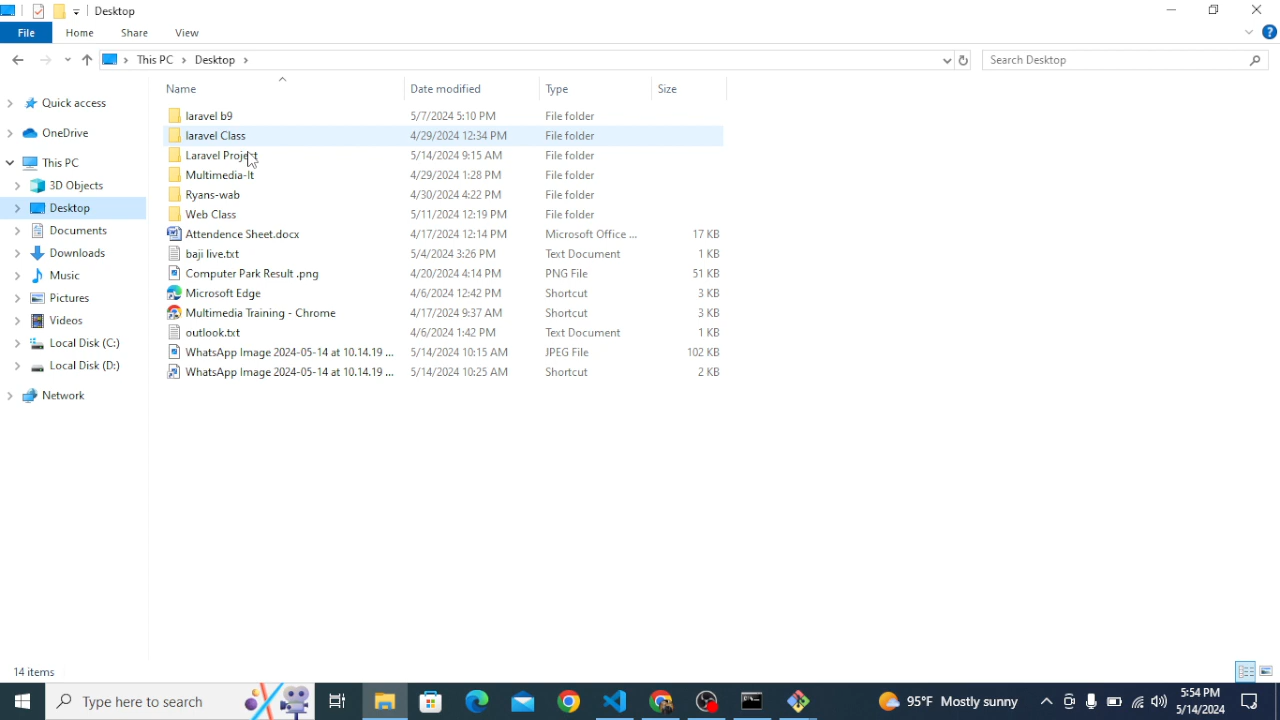 Desktop
File Home Share View
This PC Desktop Search Desktop
Name Date modified Type Size
Quick access
OneDrive
This PC
3D Objects
Desktop
Documents
Downloads
Music
Pictures
Videos
Local Disk (C:)
Local Disk (D:)
Network
laravel b9 5/7/2024 5:10 PM File folder
laravel Class 4/29/2024 12:34 PM File folder
Laravel Project 5/14/2024 9:15 AM File folder
Multimedia-It 4/29/2024 1:28 PM File folder
Ryans-wab 4/30/2024 4:22 PM File folder
Web Class 5/11/2024 12:19 PM File folder
Attendence Sheet.docx 4/17/2024 12:14 PM Microsoft Office ... 17 KB
baji live.txt 5/4/2024 3:26 PM Text Document 1 KB
Computer Park Result .png 4/20/2024 4:14 PM PNG File 51 KB
Microsoft Edge 4/6/2024 12:42 PM Shortcut 3 KB
Multimedia Training - Chrome 4/17/2024 9:37 AM Shortcut 3 KB
outlook.txt 4/6/2024 1:42 PM Text Document 1 KB
WhatsApp Image 2024-05-14 at 10.14.19 ... 5/14/2024 10:15 AM JPEG File 102 KB
WhatsApp Image 2024-05-14 at 10.14.19 ... 5/14/2024 10:25 AM Shortcut 2 KB
14 items
Type here to search
95°F Mostly sunny
5:54 PM
5/14/2024